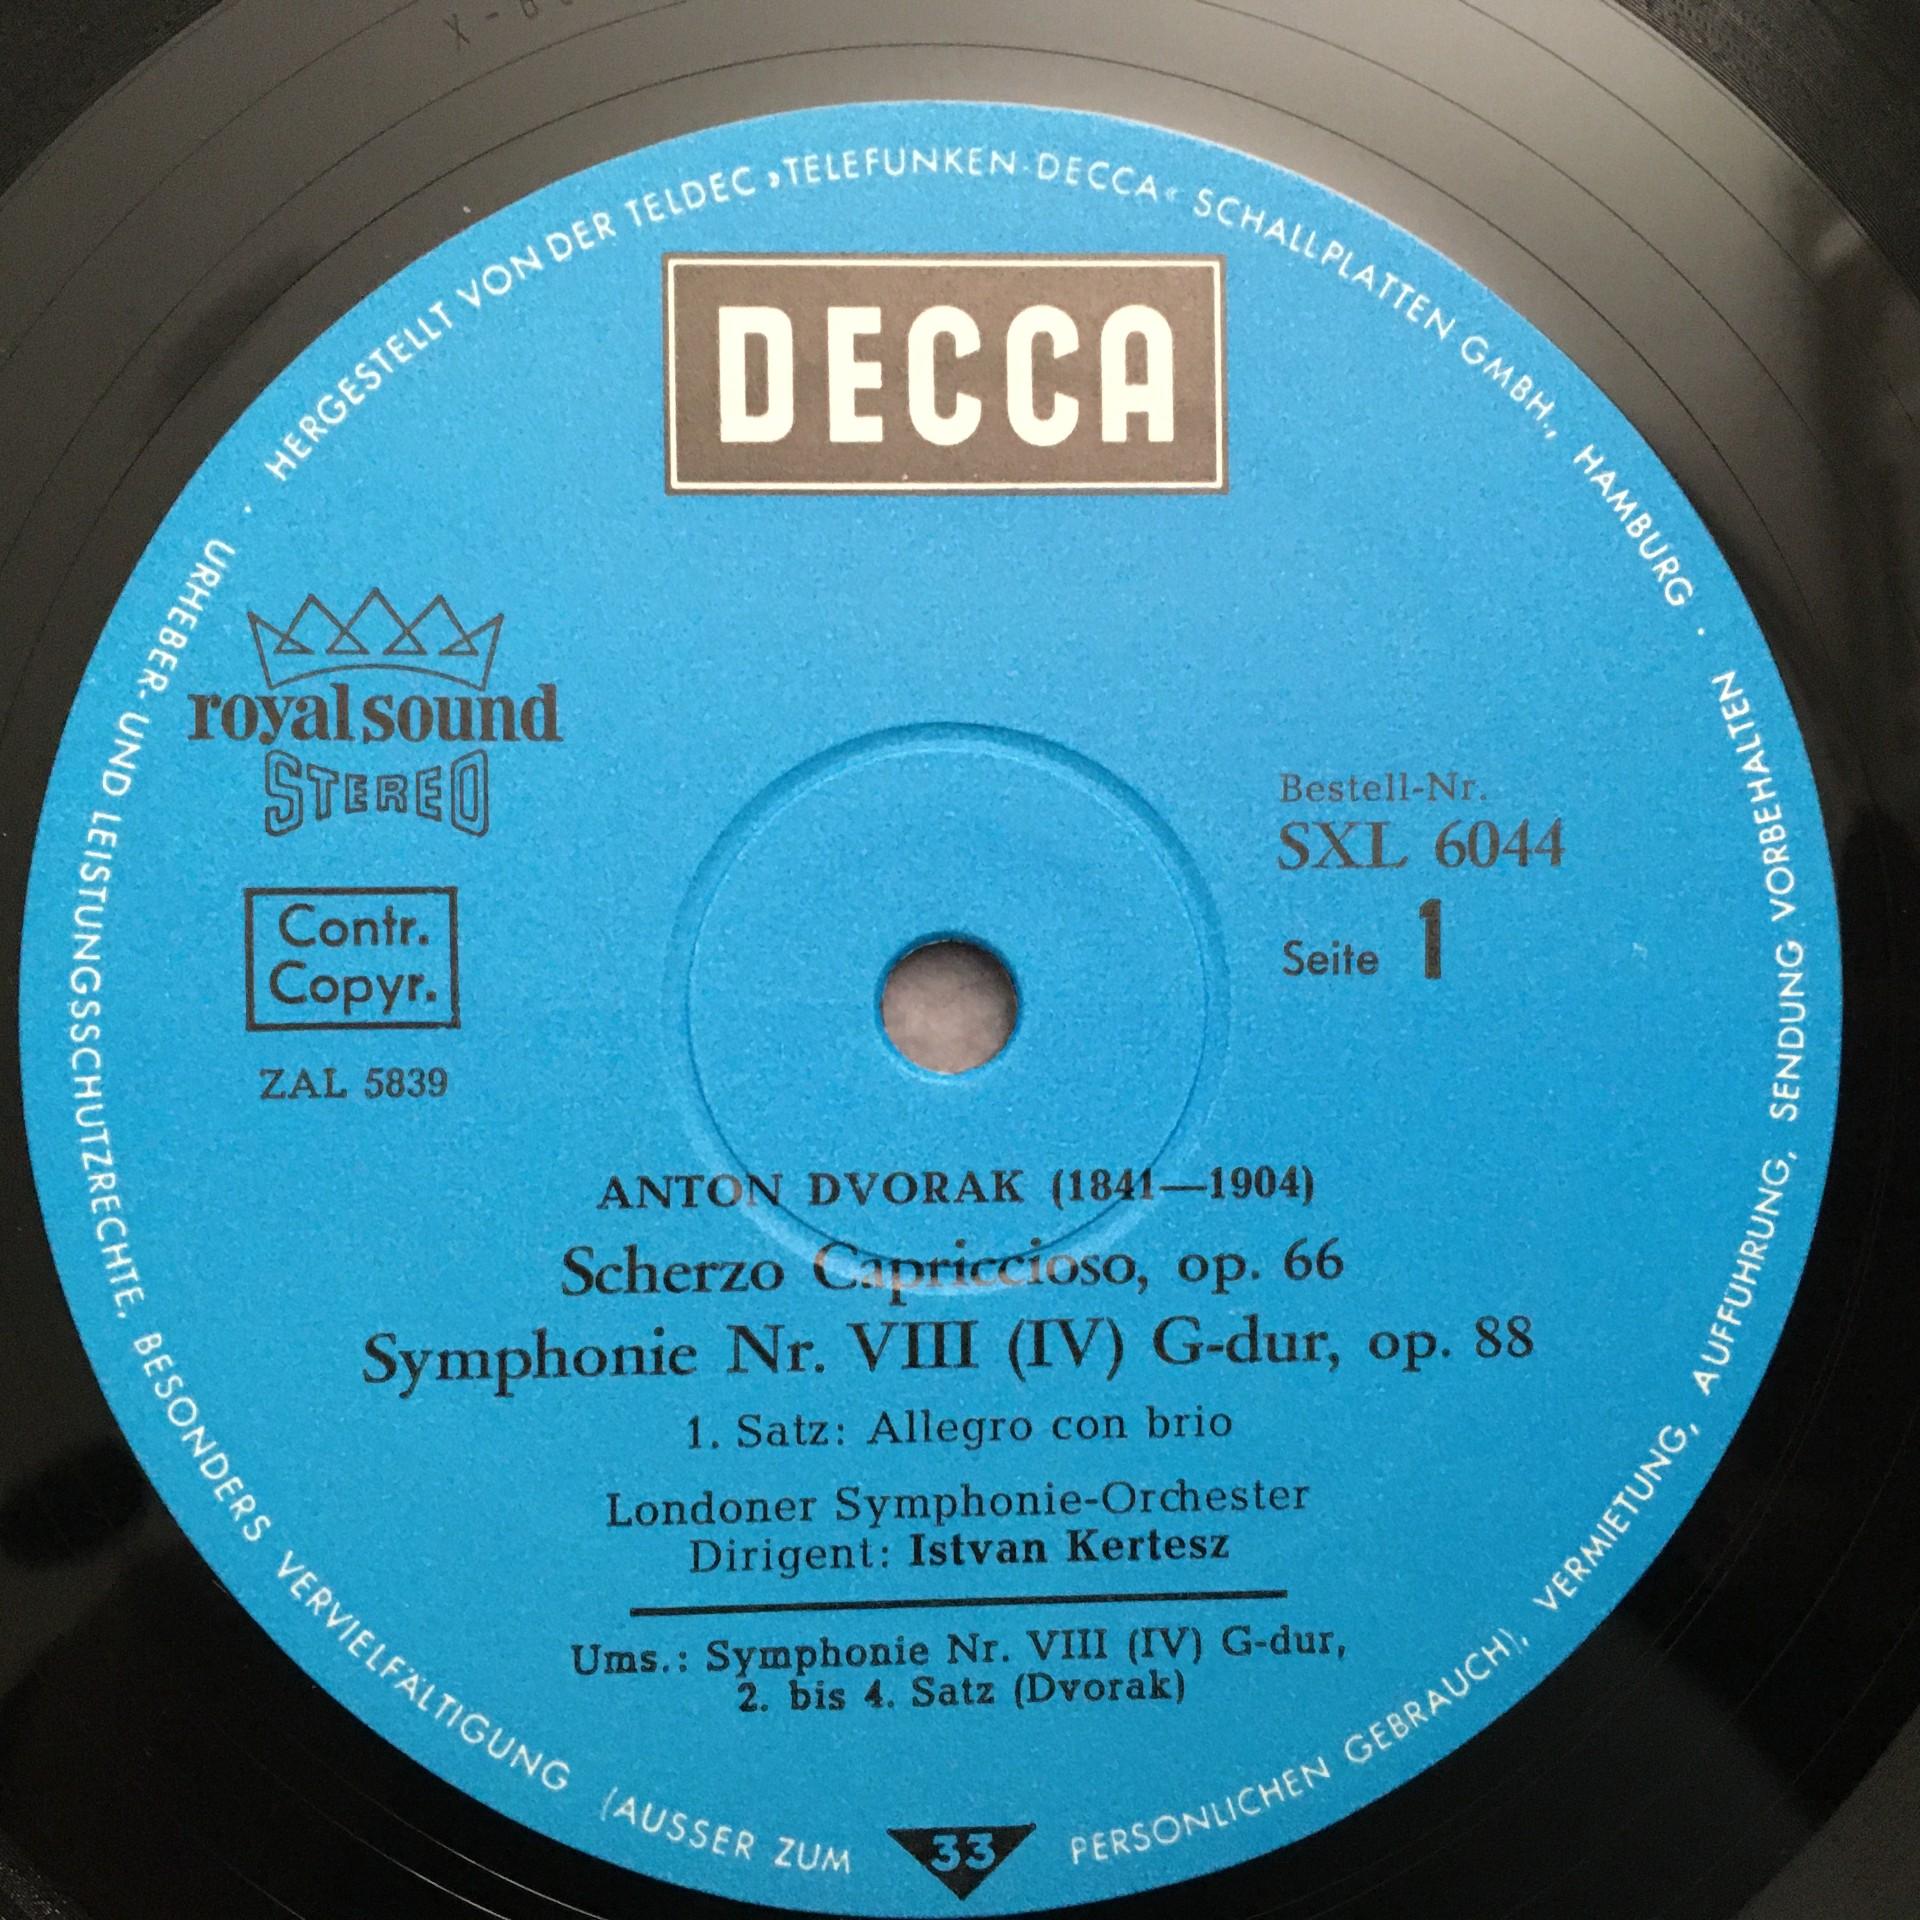 HERGESTELLT VON DER TELDEC »TELEFUNKEN-DECCA« SCHALLPLATTEN GMBH., HAMBURG ·
URHEBER- UND LEISTUNGSSCHUTZRECHTE, BESONDERS VERVIELFÄLTIGUNG (AUSSER ZUM PERSÖNLICHEN GEBRAUCH), VERMIETUNG, AUFFÜHRUNG, SENDUNG VORBEHALTEN
DECCA
royal sound
STEREO
Contr.
Copyr.
ZAL 5839
Bestell-Nr.
SXL 6044
Seite 1
ANTON DVORAK (1841—1904)
Scherzo Capriccioso, op. 66
Symphonie Nr. VIII (IV) G-dur, op. 88
1. Satz: Allegro con brio
Londoner Symphonie-Orchester
Dirigent: Istvan Kertesz
Ums.: Symphonie Nr. VIII (IV) G-dur,
2. bis 4. Satz (Dvorak)
33